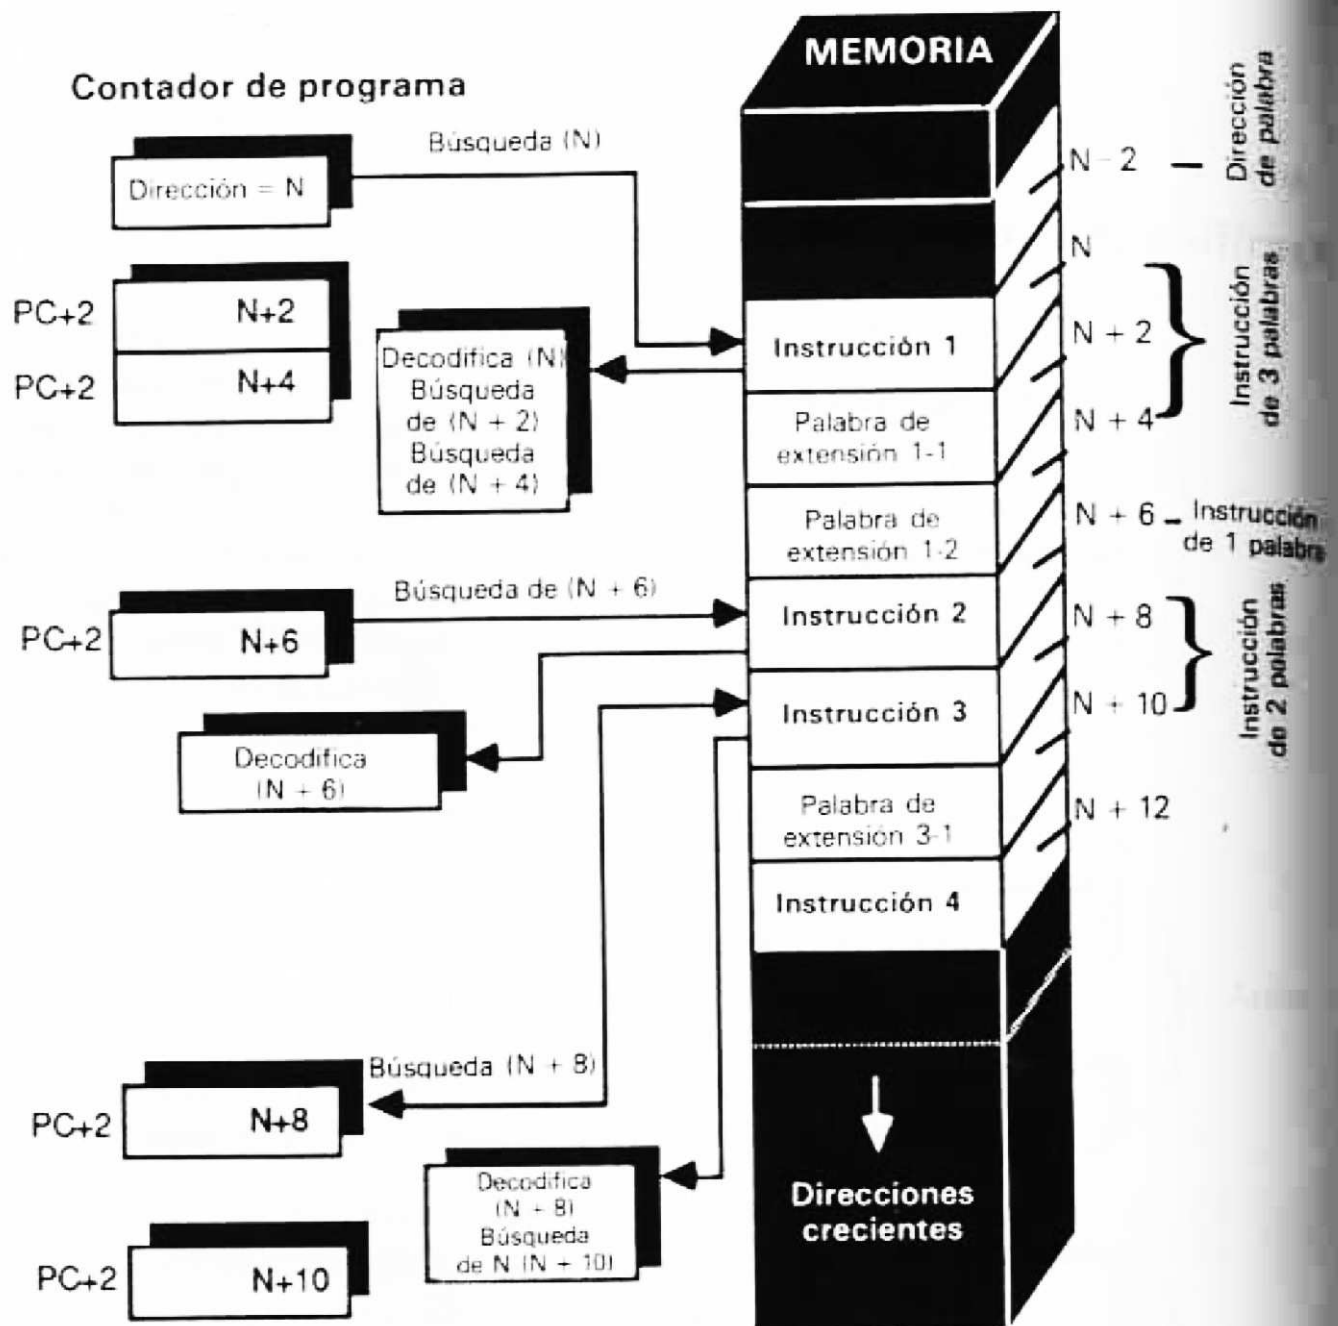 MEMORIA
Contador de programa
Búsqueda (N)
Dirección = N
PC+2
N+2
PC+2
N+4
Decodifica (N)
Búsqueda
de (N + 2)
Búsqueda
de (N + 4)
Búsqueda de (N + 6)
PC+2
N+6
Decodifica
(N + 6)
Búsqueda (N + 8)
PC+2
N+8
Decodifica
(N + 8)
Búsqueda
de N (N + 10)
PC+2
N+10
Instrucción 1
Palabra de
extensión 1-1
Palabra de
extensión 1-2
Instrucción 2
Instrucción 3
Palabra de
extensión 3-1
Instrucción 4
Direcciones
crecientes
N - 2
N
N + 2
N + 4
N + 6
N + 8
N + 10
N + 12
Dirección
de palabra
Instrucción
de 3 palabras
Instrucción
de 1 palabra
Instrucción
de 2 palabras